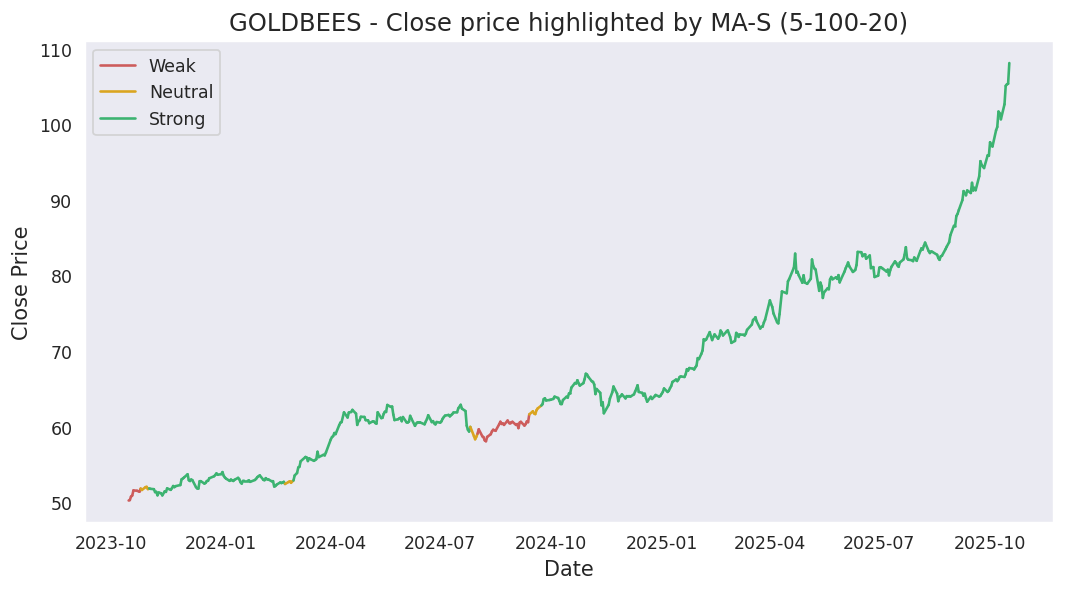 GOLDBEES - Close price highlighted by MA-S (5-100-20)
Weak
Neutral
Strong
110
100
90
80
70
60
50
Close Price
2023-10 2024-01 2024-04 2024-07 2024-10 2025-01 2025-04 2025-07 2025-10
Date